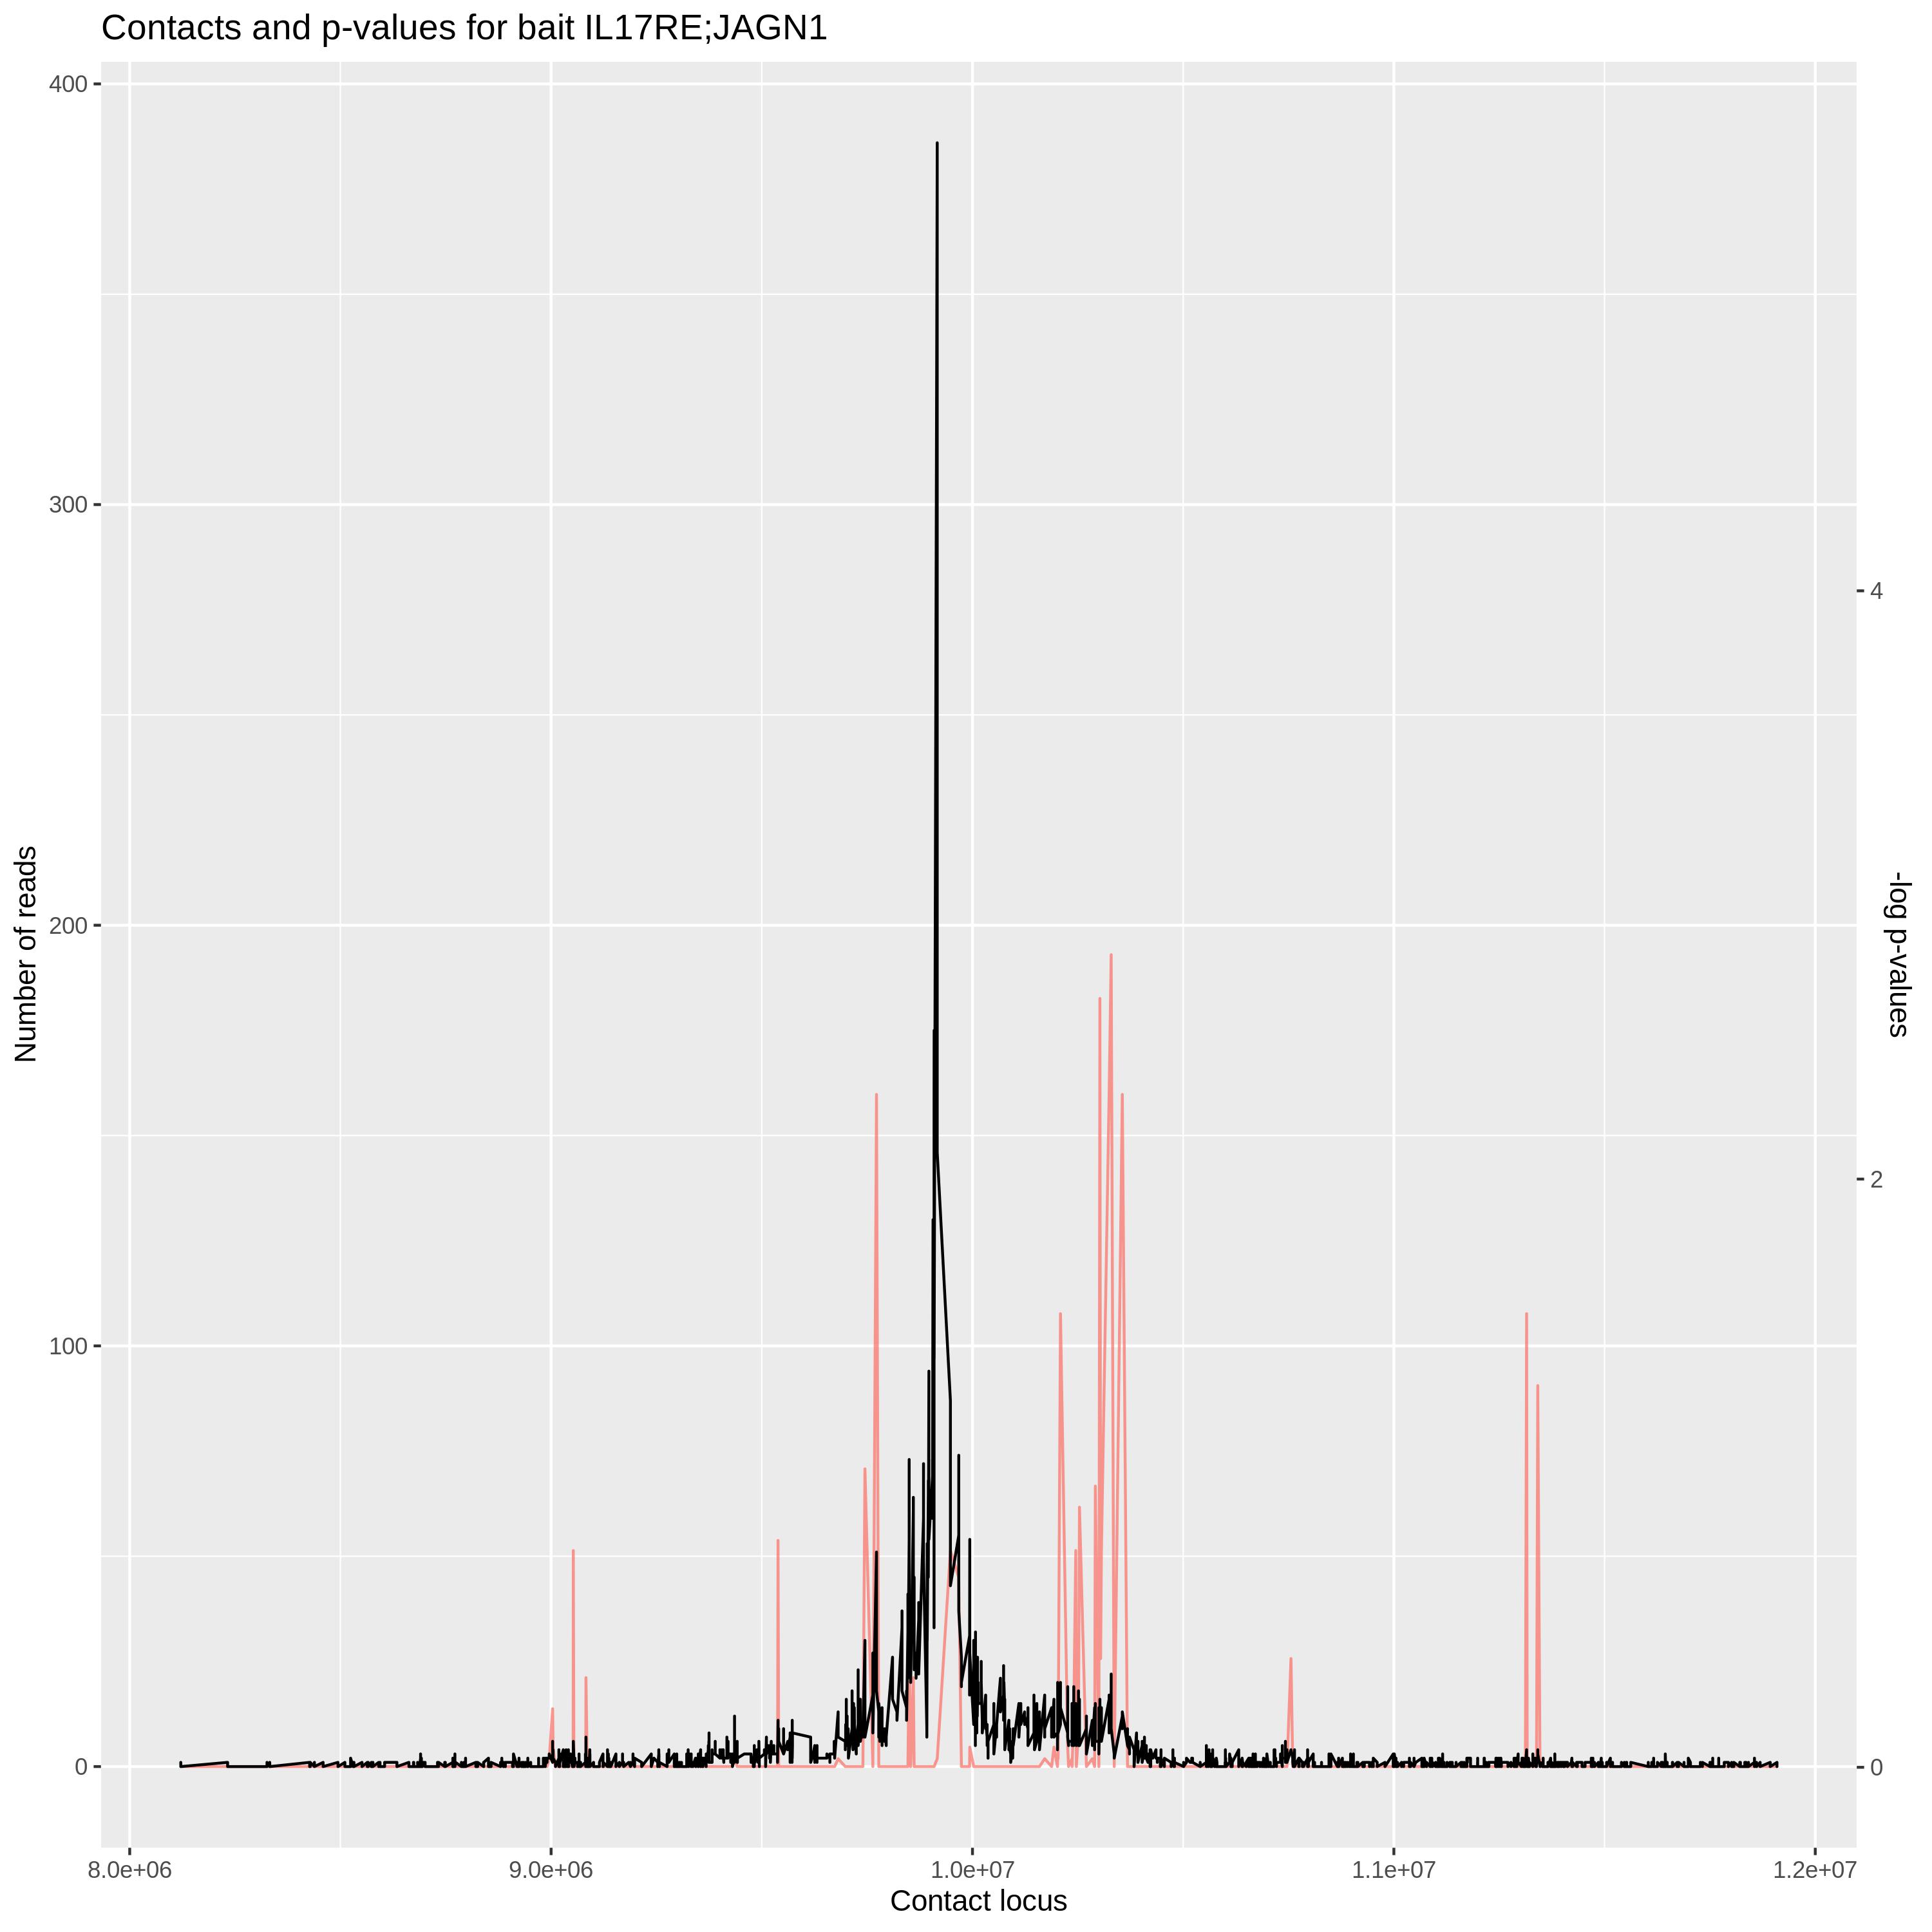 Contacts and p-values for bait IL17RE;JAGN1
400
300
200
100
0
Number of reads
4
2
0
-log p-values
8.0e+06
9.0e+06
1.0e+07
1.1e+07
1.2e+07
Contact locus